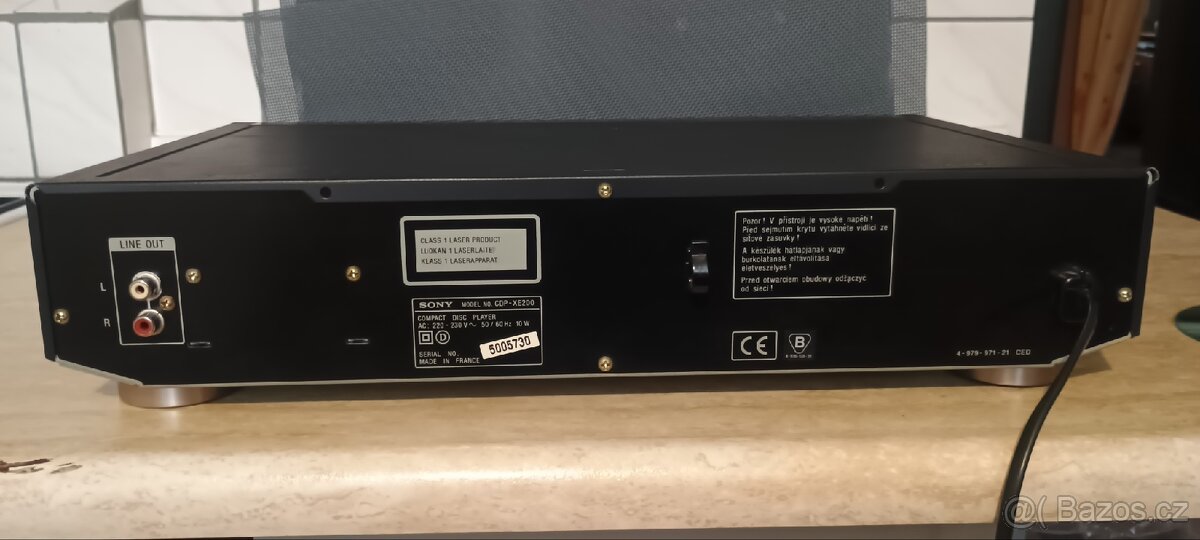 LINE OUT
L
R
CLASS 1 LASER PRODUCT
LUOKAN 1 LASERLAITE
KLASS 1 LASERAPPARAT
SONY MODEL NO. CDP-XE200
COMPACT DISC PLAYER
AC: 220 - 230 V ~ 50 / 60 Hz 10 W
D
SERIAL NO. 5005730
MADE IN FRANCE
Pozor! V přístroji je vysoké napětí!
Před sejmutím krytu vytáhněte vidlici ze
síťové zásuvky!
A készülék hátlapjának vagy
burkolatának eltávolítása
életveszélyes!
Przed otwarciem obudowy odłączyć
od sieci!
CE
B
4-979-971-21 CED
@( Bazos.cz